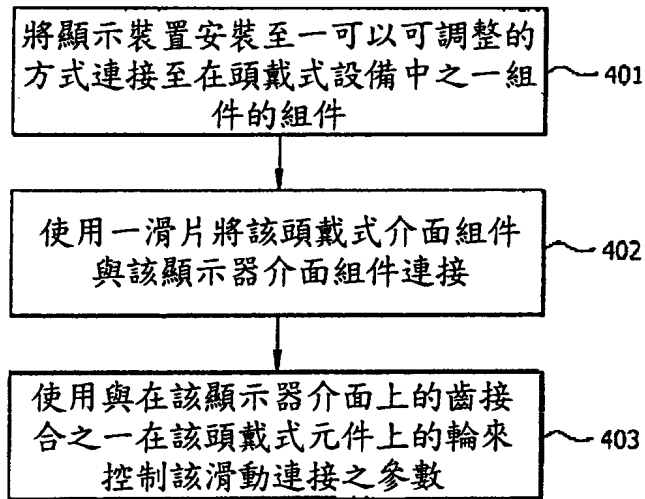 將顯示裝置安裝至一可以可調整的
方式連接至在頭戴式設備中之一組
件的組件
401
使用一滑片將該頭戴式介面組件
與該顯示器介面組件連接
402
使用與在該顯示器介面上的齒接
合之一在該頭戴式元件上的輪來
控制該滑動連接之參數
403